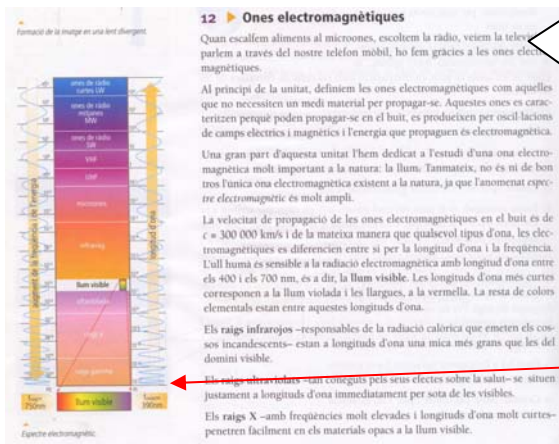 Formació de la imatge en una lent divergent.
ones de ràdio
curtes LW
ones de ràdio
mitjanes
MW
ones de ràdio
SW
VHF
UHF
microones
infraroig
llum visible
ultraviolats
raigs X
raigs gamma
augment de la freqüència i de l'energia
longitud d'ona
750nm
llum visible
390nm
Espectre electromagnètic.
12 Ones electromagnètiques
Quan escalfem aliments al microones, escoltem la ràdio, veiem la
parlem a través del nostre telèfon mòbil, ho fem gràcies a les ones
magnètiques.
Al principi de la unitat, definíem les ones electromagnètiques com aquelles
que no necessiten un medi material per propagar-se. Aquestes ones es carac-
teritzen perquè poden propagar-se en el buit, es produeixen per oscil·lacions
de camps elèctrics i magnètics i l'energia que propaguen és electromagnètica.
Una gran part d'aquesta unitat l'hem dedicat a l'estudi d'una ona electro-
magnètica molt important a la natura: la llum. Tanmateix, no és ni de bon
tros l'única ona electromagnètica existent a la natura, ja que l'anomenat espec-
tre electromagnètic és molt ampli.
La velocitat de propagació de les ones electromagnètiques en el buit és de
c = 300 000 km/s i de la mateixa manera que qualsevol tipus d'ona, les elec-
tromagnètiques es diferencien entre si per la longitud d'ona i la freqüència.
L'ull humà és sensible a la radiació electromagnètica amb longitud d'ona entre
els 400 i els 700 nm, és a dir, la llum visible. Les longituds d'ona més curtes
corresponen a la llum violada i les llargues, a la vermella. La resta de colors
elementals estan entre aquestes longituds d'ona.
Els raigs infrarojos –responsables de la radiació calòrica que emeten els cos-
sos incandescents– estan a longituds d'ona una mica més grans que les del
domini visible.
Els raigs ultraviolats –tan coneguts pels seus efectes sobre la salut– se situen
justament a longituds d'ona immediatament per sota de les visibles.
Els raigs X –amb freqüències molt elevades i longituds d'ona molt curtes–
penetren fàcilment en els materials opacs a la llum visible.